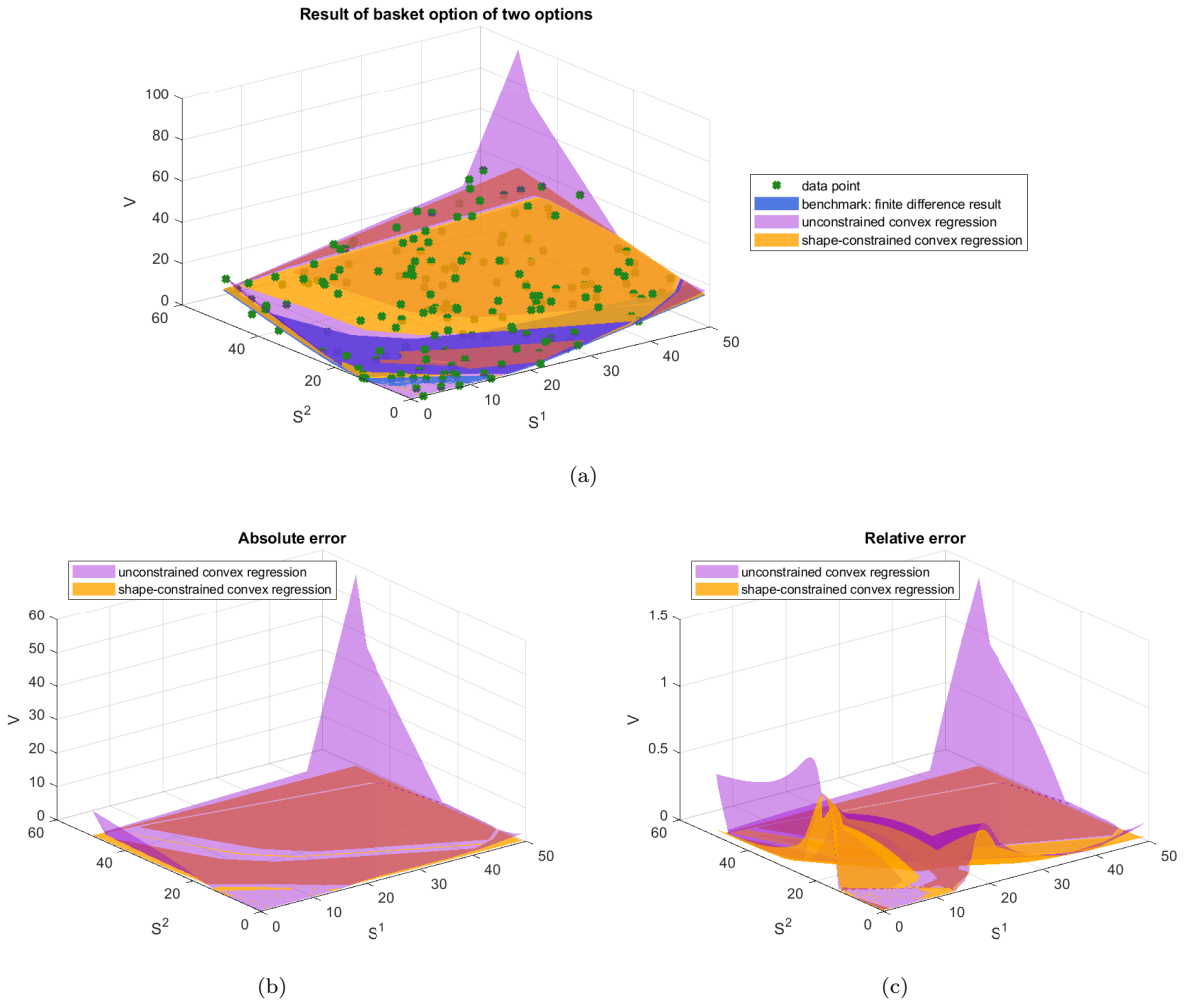 Result of basket option of two options
100
80
60
40
20
0
V
60
40
20
0
S2
0
10
20
30
40
50
S1
data point
benchmark: finite difference result
unconstrained convex regression
shape-constrained convex regression
(a)
Absolute error
unconstrained convex regression
shape-constrained convex regression
60
50
40
30
20
10
0
V
60
40
20
0
S2
0
10
20
30
40
50
S1
(b)
Relative error
unconstrained convex regression
shape-constrained convex regression
1.5
1
0.5
0
V
60
40
20
0
S2
0
10
20
30
40
50
S1
(c)